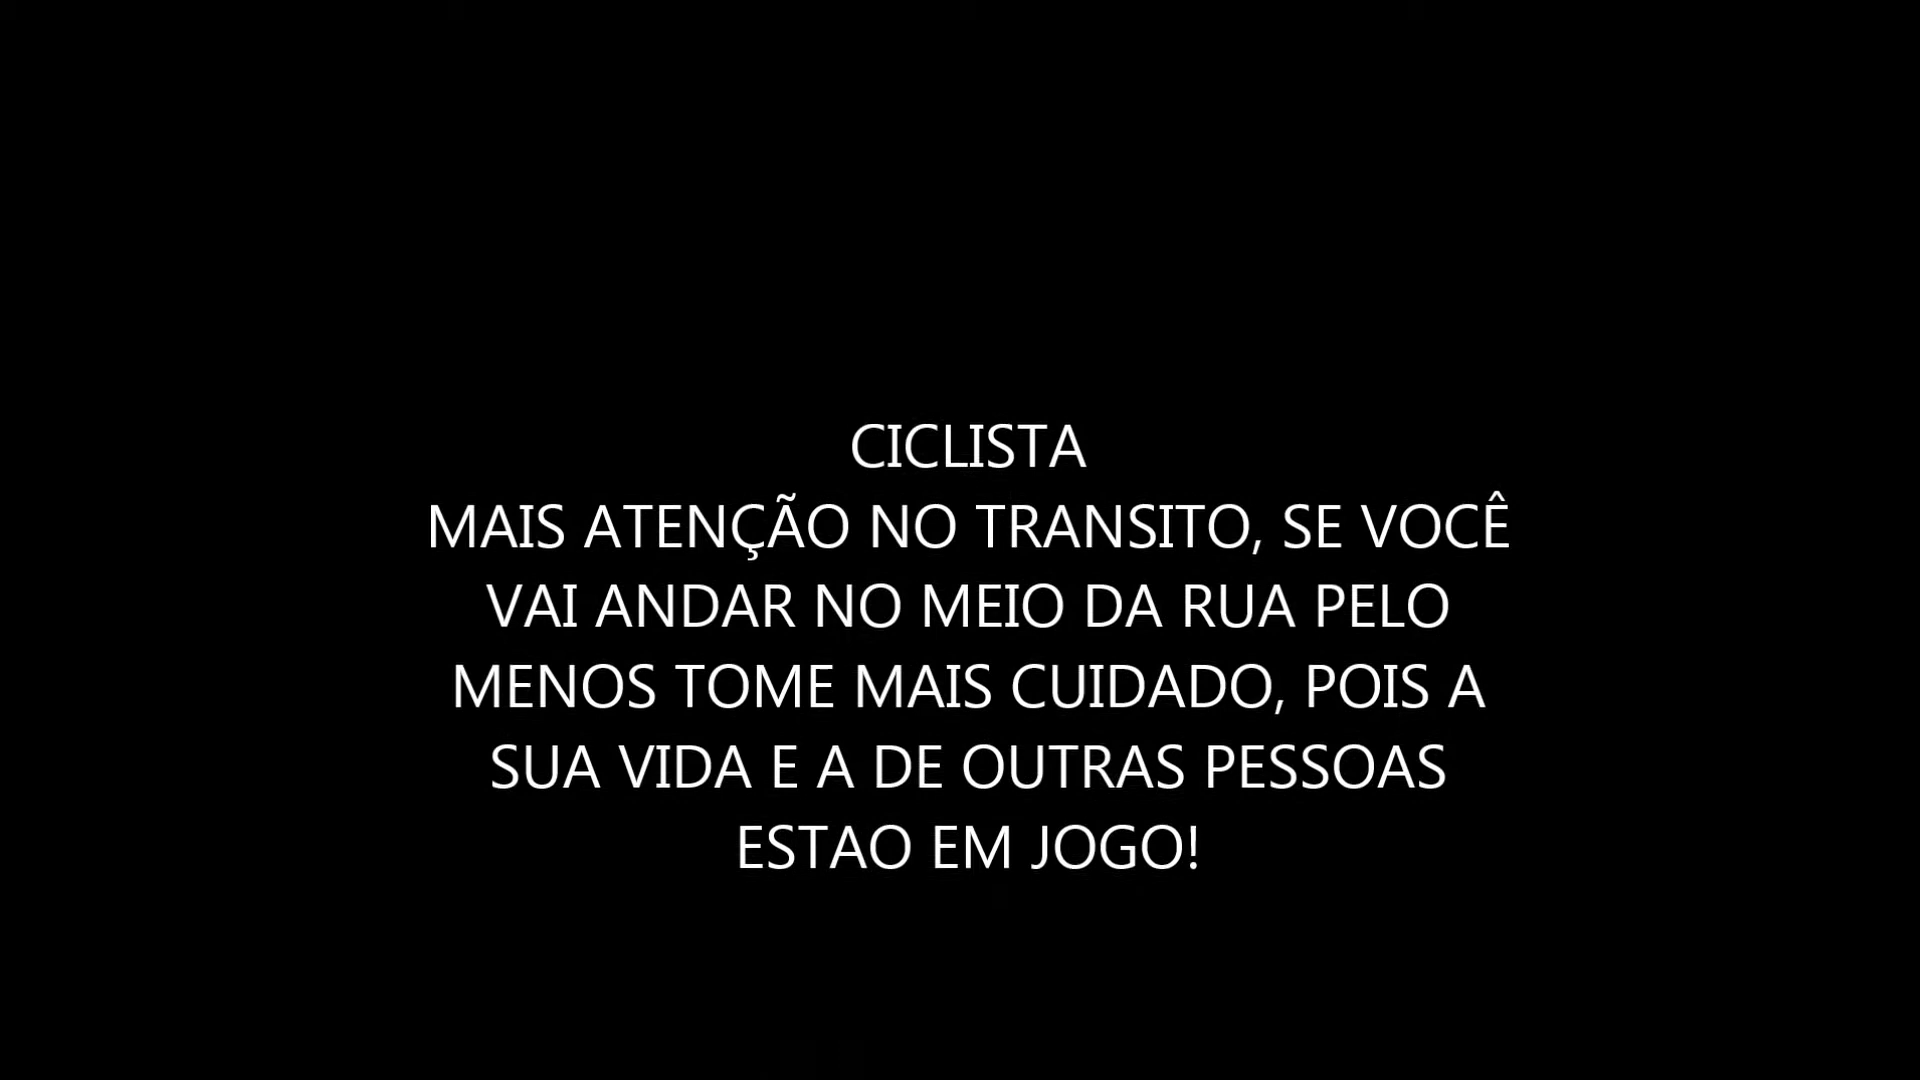 CICLISTA
MAIS ATENÇÃO NO TRANSITO, SE VOCÊ
VAI ANDAR NO MEIO DA RUA PELO
MENOS TOME MAIS CUIDADO, POIS A
SUA VIDA E A DE OUTRAS PESSOAS
ESTAO EM JOGO!